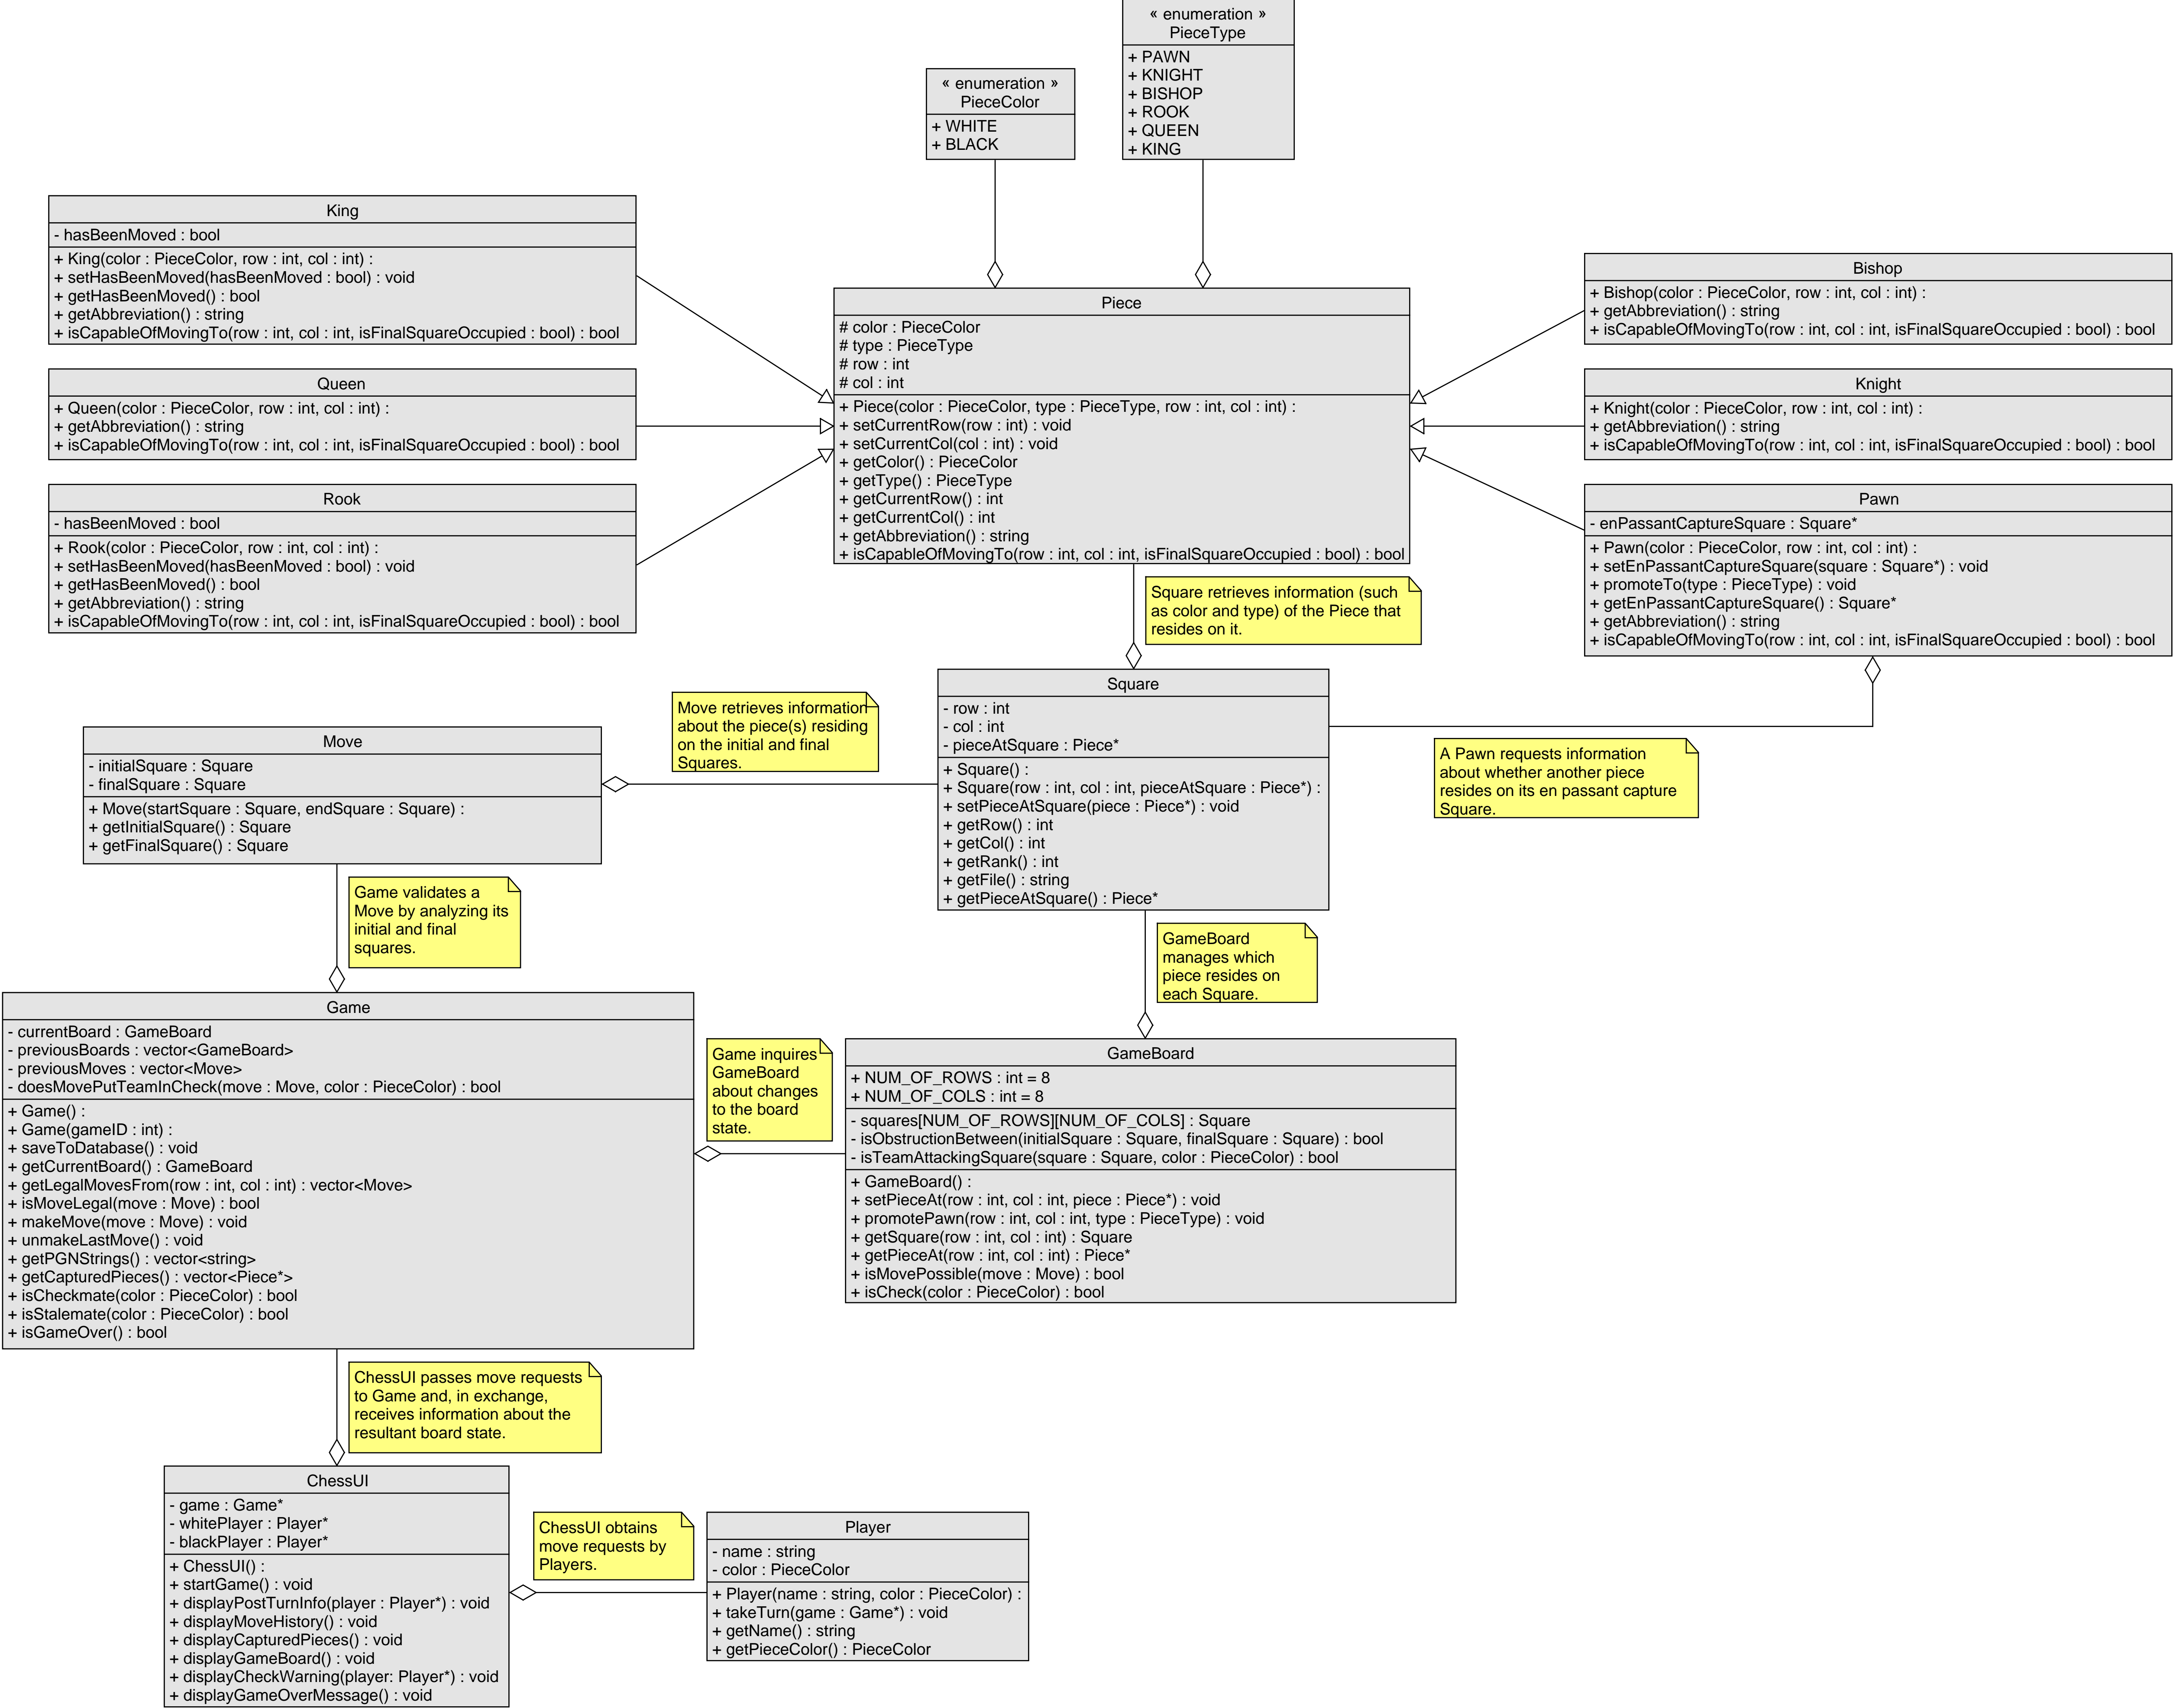 « enumeration »
PieceType
+ PAWN
+ KNIGHT
+ BISHOP
+ ROOK
+ QUEEN
+ KING
« enumeration »
PieceColor
+ WHITE
+ BLACK
King
- hasBeenMoved : bool
+ King(color : PieceColor, row : int, col : int) :
+ setHasBeenMoved(hasBeenMoved : bool) : void
+ getHasBeenMoved() : bool
+ getAbbreviation() : string
+ isCapableOfMovingTo(row : int, col : int, isFinalSquareOccupied : bool) : bool
Queen
+ Queen(color : PieceColor, row : int, col : int) :
+ getAbbreviation() : string
+ isCapableOfMovingTo(row : int, col : int, isFinalSquareOccupied : bool) : bool
Rook
- hasBeenMoved : bool
+ Rook(color : PieceColor, row : int, col : int) :
+ setHasBeenMoved(hasBeenMoved : bool) : void
+ getHasBeenMoved() : bool
+ getAbbreviation() : string
+ isCapableOfMovingTo(row : int, col : int, isFinalSquareOccupied : bool) : bool
Piece
# color : PieceColor
# type : PieceType
# row : int
# col : int
+ Piece(color : PieceColor, type : PieceType, row : int, col : int) :
+ setCurrentRow(row : int) : void
+ setCurrentCol(col : int) : void
+ getColor() : PieceColor
+ getType() : PieceType
+ getCurrentRow() : int
+ getCurrentCol() : int
+ getAbbreviation() : string
+ isCapableOfMovingTo(row : int, col : int, isFinalSquareOccupied : bool) : bool
Bishop
+ Bishop(color : PieceColor, row : int, col : int) :
+ getAbbreviation() : string
+ isCapableOfMovingTo(row : int, col : int, isFinalSquareOccupied : bool) : bool
Knight
+ Knight(color : PieceColor, row : int, col : int) :
+ getAbbreviation() : string
+ isCapableOfMovingTo(row : int, col : int, isFinalSquareOccupied : bool) : bool
Pawn
- enPassantCaptureSquare : Square*
+ Pawn(color : PieceColor, row : int, col : int) :
+ setEnPassantCaptureSquare(square : Square*) : void
+ promoteTo(type : PieceType) : void
+ getEnPassantCaptureSquare() : Square*
+ getAbbreviation() : string
+ isCapableOfMovingTo(row : int, col : int, isFinalSquareOccupied : bool) : bool
Square retrieves information (such
as color and type) of the Piece that
resides on it.
Move retrieves information
about the piece(s) residing
on the initial and final
Squares.
Square
- row : int
- col : int
- pieceAtSquare : Piece*
+ Square() :
+ Square(row : int, col : int, pieceAtSquare : Piece*) :
+ setPieceAtSquare(piece : Piece*) : void
+ getRow() : int
+ getCol() : int
+ getRank() : int
+ getFile() : string
+ getPieceAtSquare() : Piece*
A Pawn requests information
about whether another piece
resides on its en passant capture
Square.
Move
- initialSquare : Square
- finalSquare : Square
+ Move(startSquare : Square, endSquare : Square) :
+ getInitialSquare() : Square
+ getFinalSquare() : Square
Game validates a
Move by analyzing its
initial and final
squares.
GameBoard
manages which
piece resides on
each Square.
Game
- currentBoard : GameBoard
- previousBoards : vector<GameBoard>
- previousMoves : vector<Move>
- doesMovePutTeamInCheck(move : Move, color : PieceColor) : bool
+ Game() :
+ Game(gameID : int) :
+ saveToDatabase() : void
+ getCurrentBoard() : GameBoard
+ getLegalMovesFrom(row : int, col : int) : vector<Move>
+ isMoveLegal(move : Move) : bool
+ makeMove(move : Move) : void
+ unmakeLastMove() : void
+ getPGNStrings() : vector<string>
+ getCapturedPieces() : vector<Piece*>
+ isCheckmate(color : PieceColor) : bool
+ isStalemate(color : PieceColor) : bool
+ isGameOver() : bool
Game inquires
GameBoard
about changes
to the board
state.
GameBoard
+ NUM_OF_ROWS : int = 8
+ NUM_OF_COLS : int = 8
- squares[NUM_OF_ROWS][NUM_OF_COLS] : Square
- isObstructionBetween(initialSquare : Square, finalSquare : Square) : bool
- isTeamAttackingSquare(square : Square, color : PieceColor) : bool
+ GameBoard() :
+ setPieceAt(row : int, col : int, piece : Piece*) : void
+ promotePawn(row : int, col : int, type : PieceType) : void
+ getSquare(row : int, col : int) : Square
+ getPieceAt(row : int, col : int) : Piece*
+ isMovePossible(move : Move) : bool
+ isCheck(color : PieceColor) : bool
ChessUI passes move requests
to Game and, in exchange,
receives information about the
resultant board state.
ChessUI
- game : Game*
- whitePlayer : Player*
- blackPlayer : Player*
+ ChessUI() :
+ startGame() : void
+ displayPostTurnInfo(player : Player*) : void
+ displayMoveHistory() : void
+ displayCapturedPieces() : void
+ displayGameBoard() : void
+ displayCheckWarning(player: Player*) : void
+ displayGameOverMessage() : void
ChessUI obtains
move requests by
Players.
Player
- name : string
- color : PieceColor
+ Player(name : string, color : PieceColor) :
+ takeTurn(game : Game*) : void
+ getName() : string
+ getPieceColor() : PieceColor